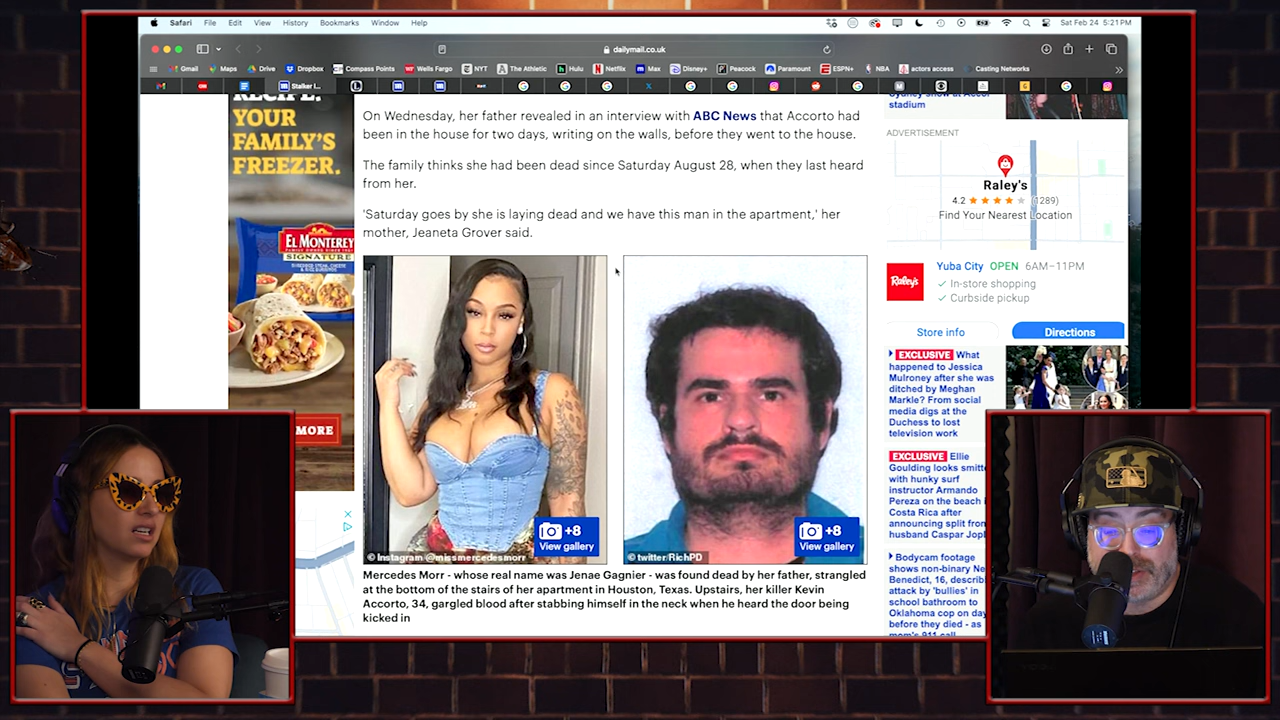 Safari File Edit View History Bookmarks Window Help
Sat Feb 24 5:21 PM
dailymail.co.uk
Gmail Maps Drive Dropbox Compass Points Wells Fargo NYT The Athletic Hulu Netflix Max Disney+ Peacock Paramount ESPN+ NBA actors access Casting Networks
Stalker l...
RECIPE.
YOUR
FAMILY'S
FREEZER.
EL MONTEREY
SIGNATURE
MORE
On Wednesday, her father revealed in an interview with ABC News that Accorto had
been in the house for two days, writing on the walls, before they went to the house.
The family thinks she had been dead since Saturday August 28, when they last heard
from her.
'Saturday goes by she is laying dead and we have this man in the apartment,' her
mother, Jeaneta Grover said.
+8
View gallery
© Instagram @missmercedesmorr
+8
View gallery
© twitter/RichPD
Mercedes Morr - whose real name was Jenae Gagnier - was found dead by her father, strangled
at the bottom of the stairs of her apartment in Houston, Texas. Upstairs, her killer Kevin
Accorto, 34, gargled blood after stabbing himself in the neck when he heard the door being
kicked in
stadium
ADVERTISEMENT
Raley's
4.2 (1289)
Find Your Nearest Location
Raley's
Yuba City OPEN 6AM–11PM
In-store shopping
Curbside pickup
Store info
Directions
EXCLUSIVE What
happened to Jessica
Mulroney after she was
ditched by Meghan
Markle? From social
media digs at the
Duchess to lost
television work
EXCLUSIVE Ellie
Goulding looks smitte
with hunky surf
instructor Armando
Pereza on the beach i
Costa Rica after
announcing split from
husband Caspar Jopl
Bodycam footage
shows non-binary Ne
Benedict, 16, describ
attack by 'bullies' in
school bathroom to
Oklahoma cop on day
before they died - as
mom's 911 call